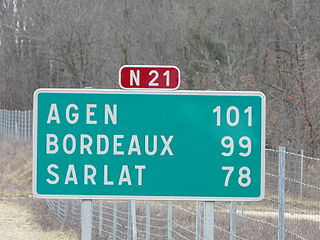 N 21
AGEN 101
BORDEAUX 99
SARLAT 78